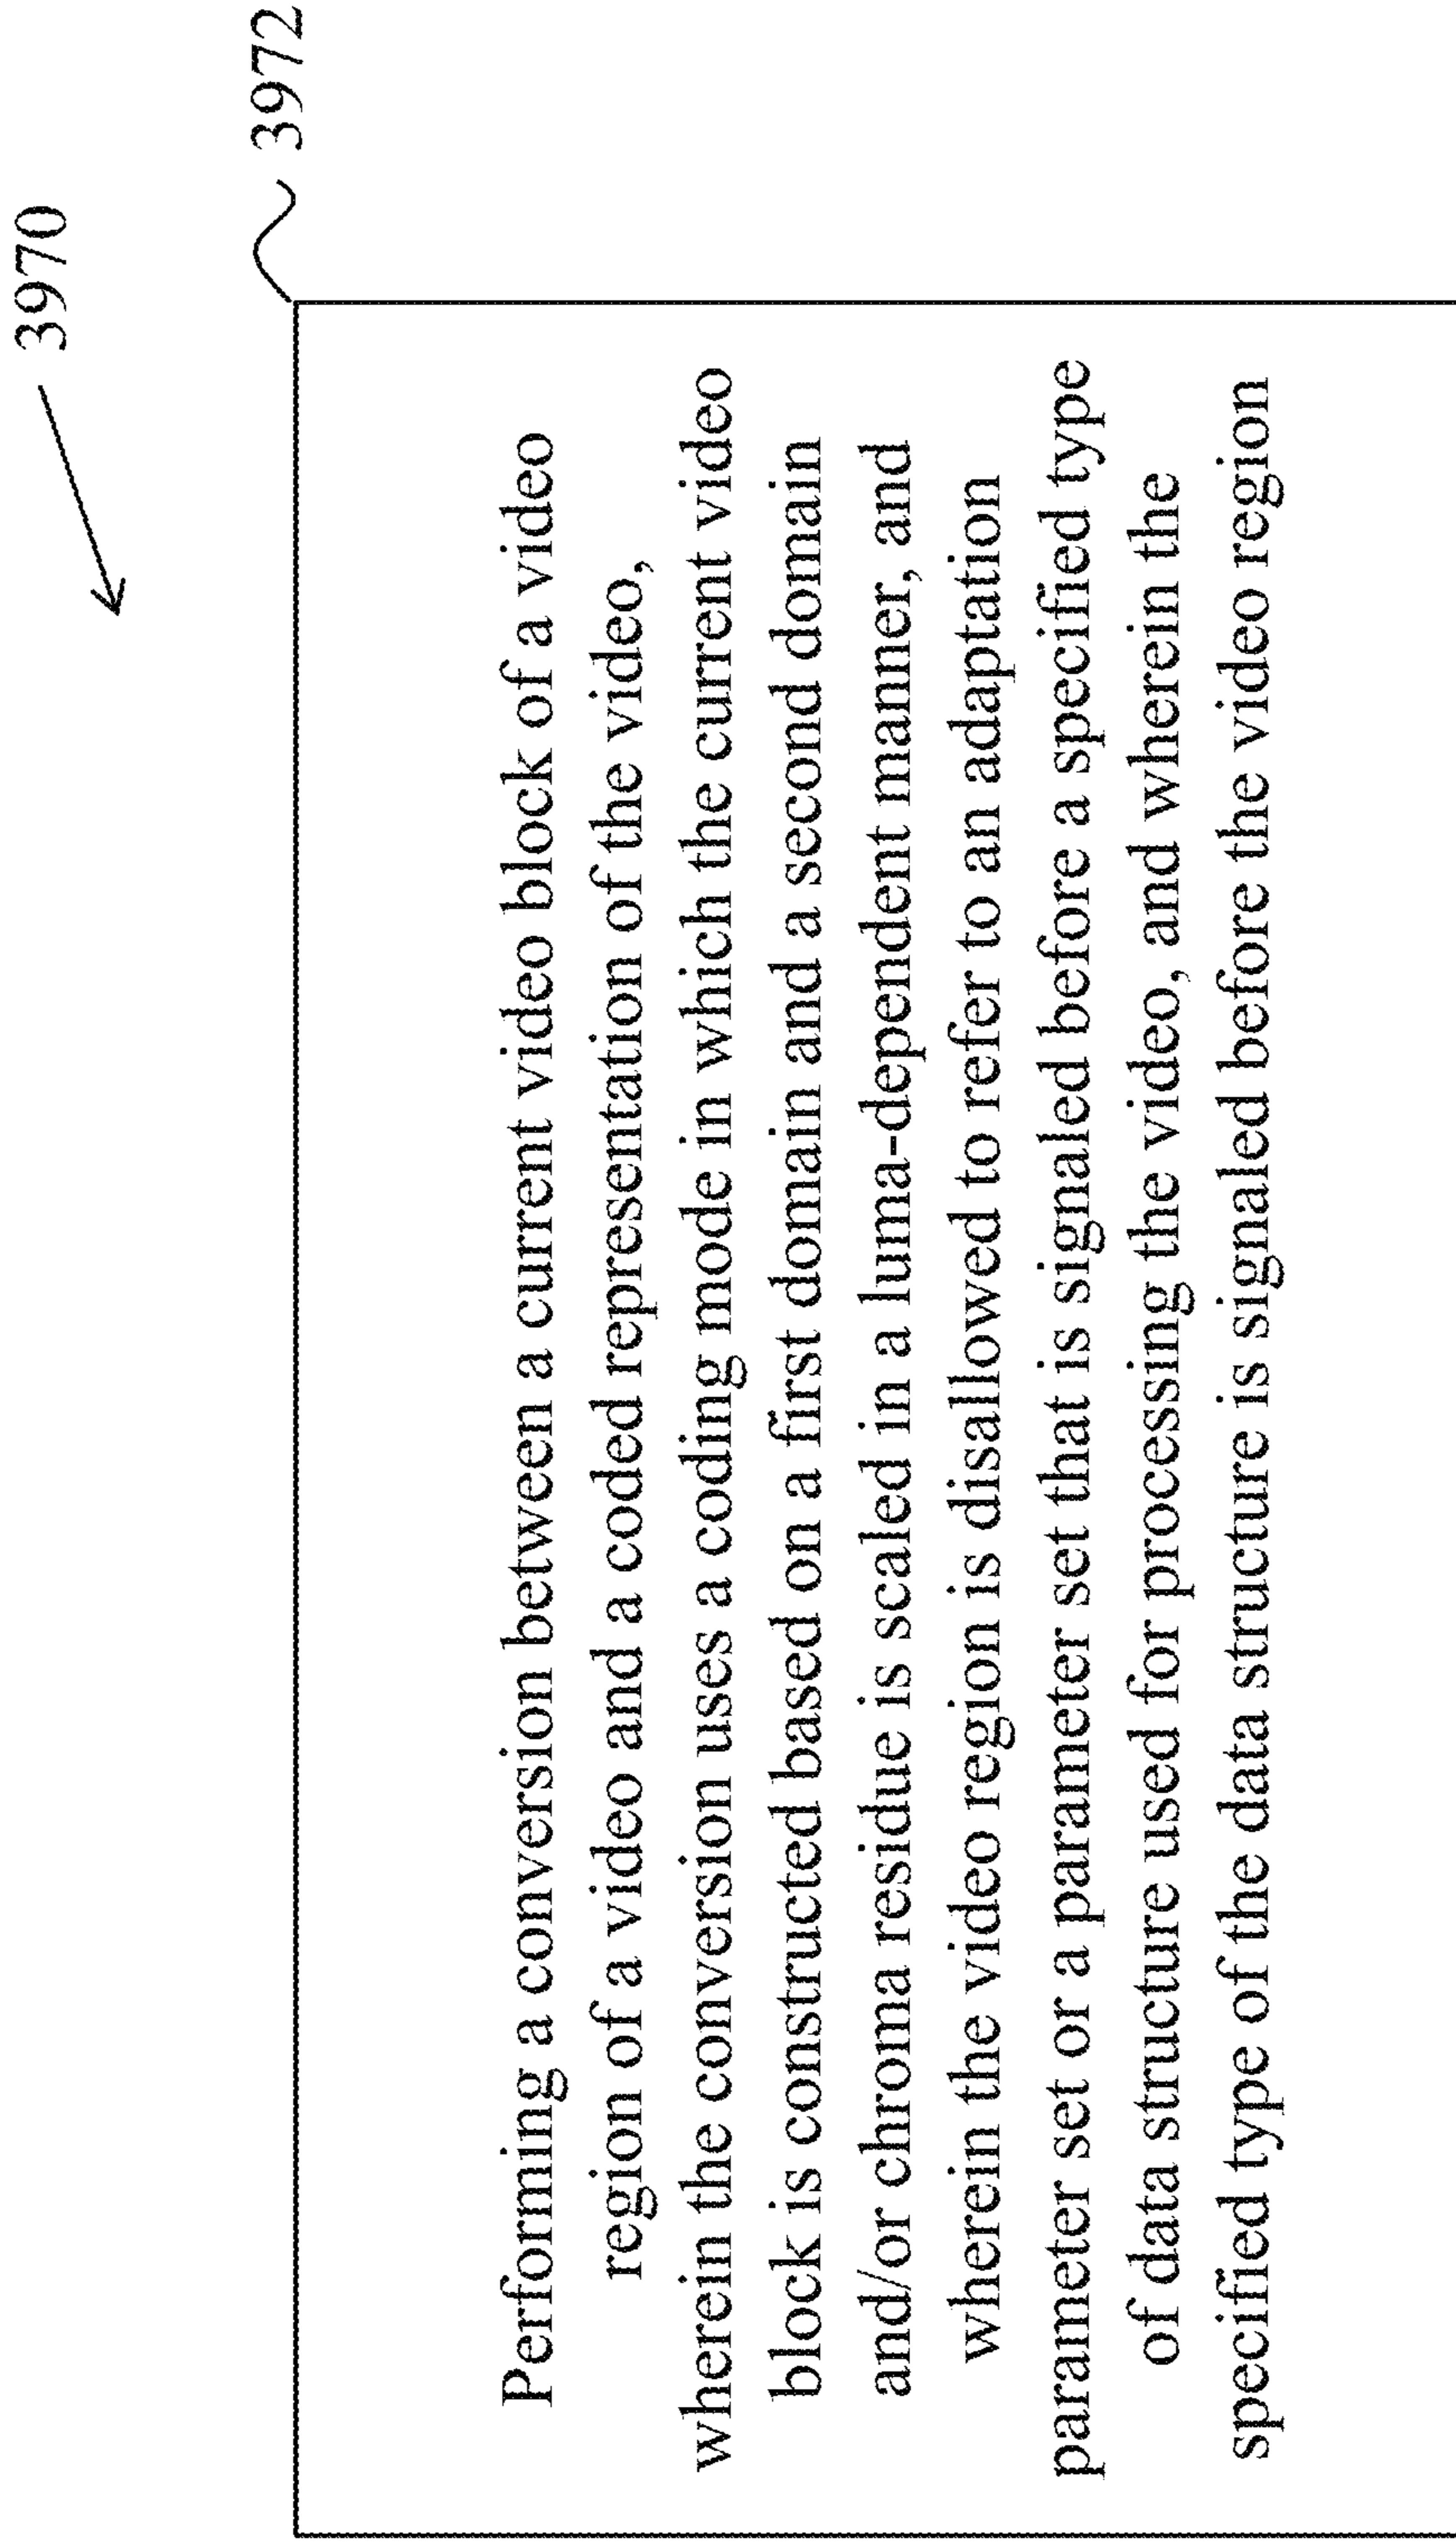 3970
3972
Performing a conversion between a current video block of a video
region of a video and a coded representation of the video,
wherein the conversion uses a coding mode in which the current video
block is constructed based on a first domain and a second domain
and/or chroma residue is scaled in a luma-dependent manner, and
wherein the video region is disallowed to refer to an adaptation
parameter set or a parameter set that is signaled before a specified type
of data structure used for processing the video, and wherein the
specified type of the data structure is signaled before the video region